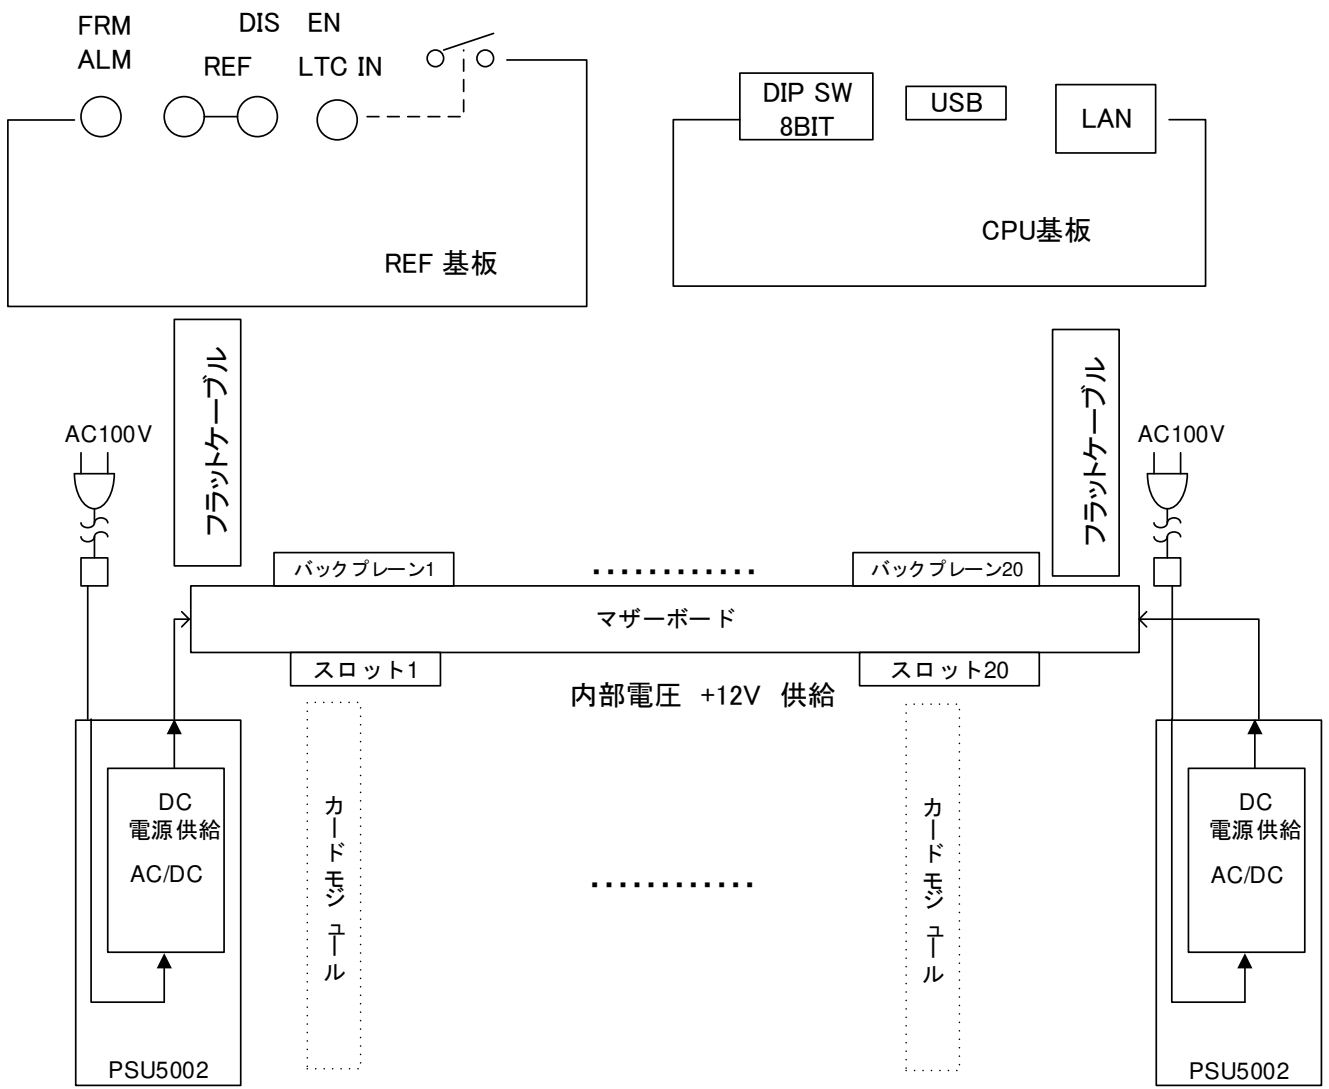 FRM
ALM
DIS EN
REF
LTC IN
DIP SW
8BIT
USB
LAN
REF 基板
CPU基板
フラットケーブル
フラットケーブル
AC100V
AC100V
バックプレーン1
............
バックプレーン20
マザーボード
スロット1
スロット20
内部電圧 +12V 供給
DC
電源供給
AC/DC
カードモジュール
............
カードモジュール
DC
電源供給
AC/DC
PSU5002
PSU5002